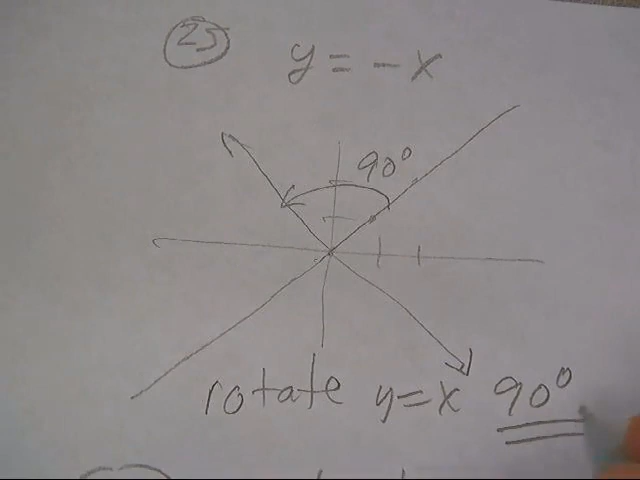 25
y = -x
90°
rotate y=x 90°